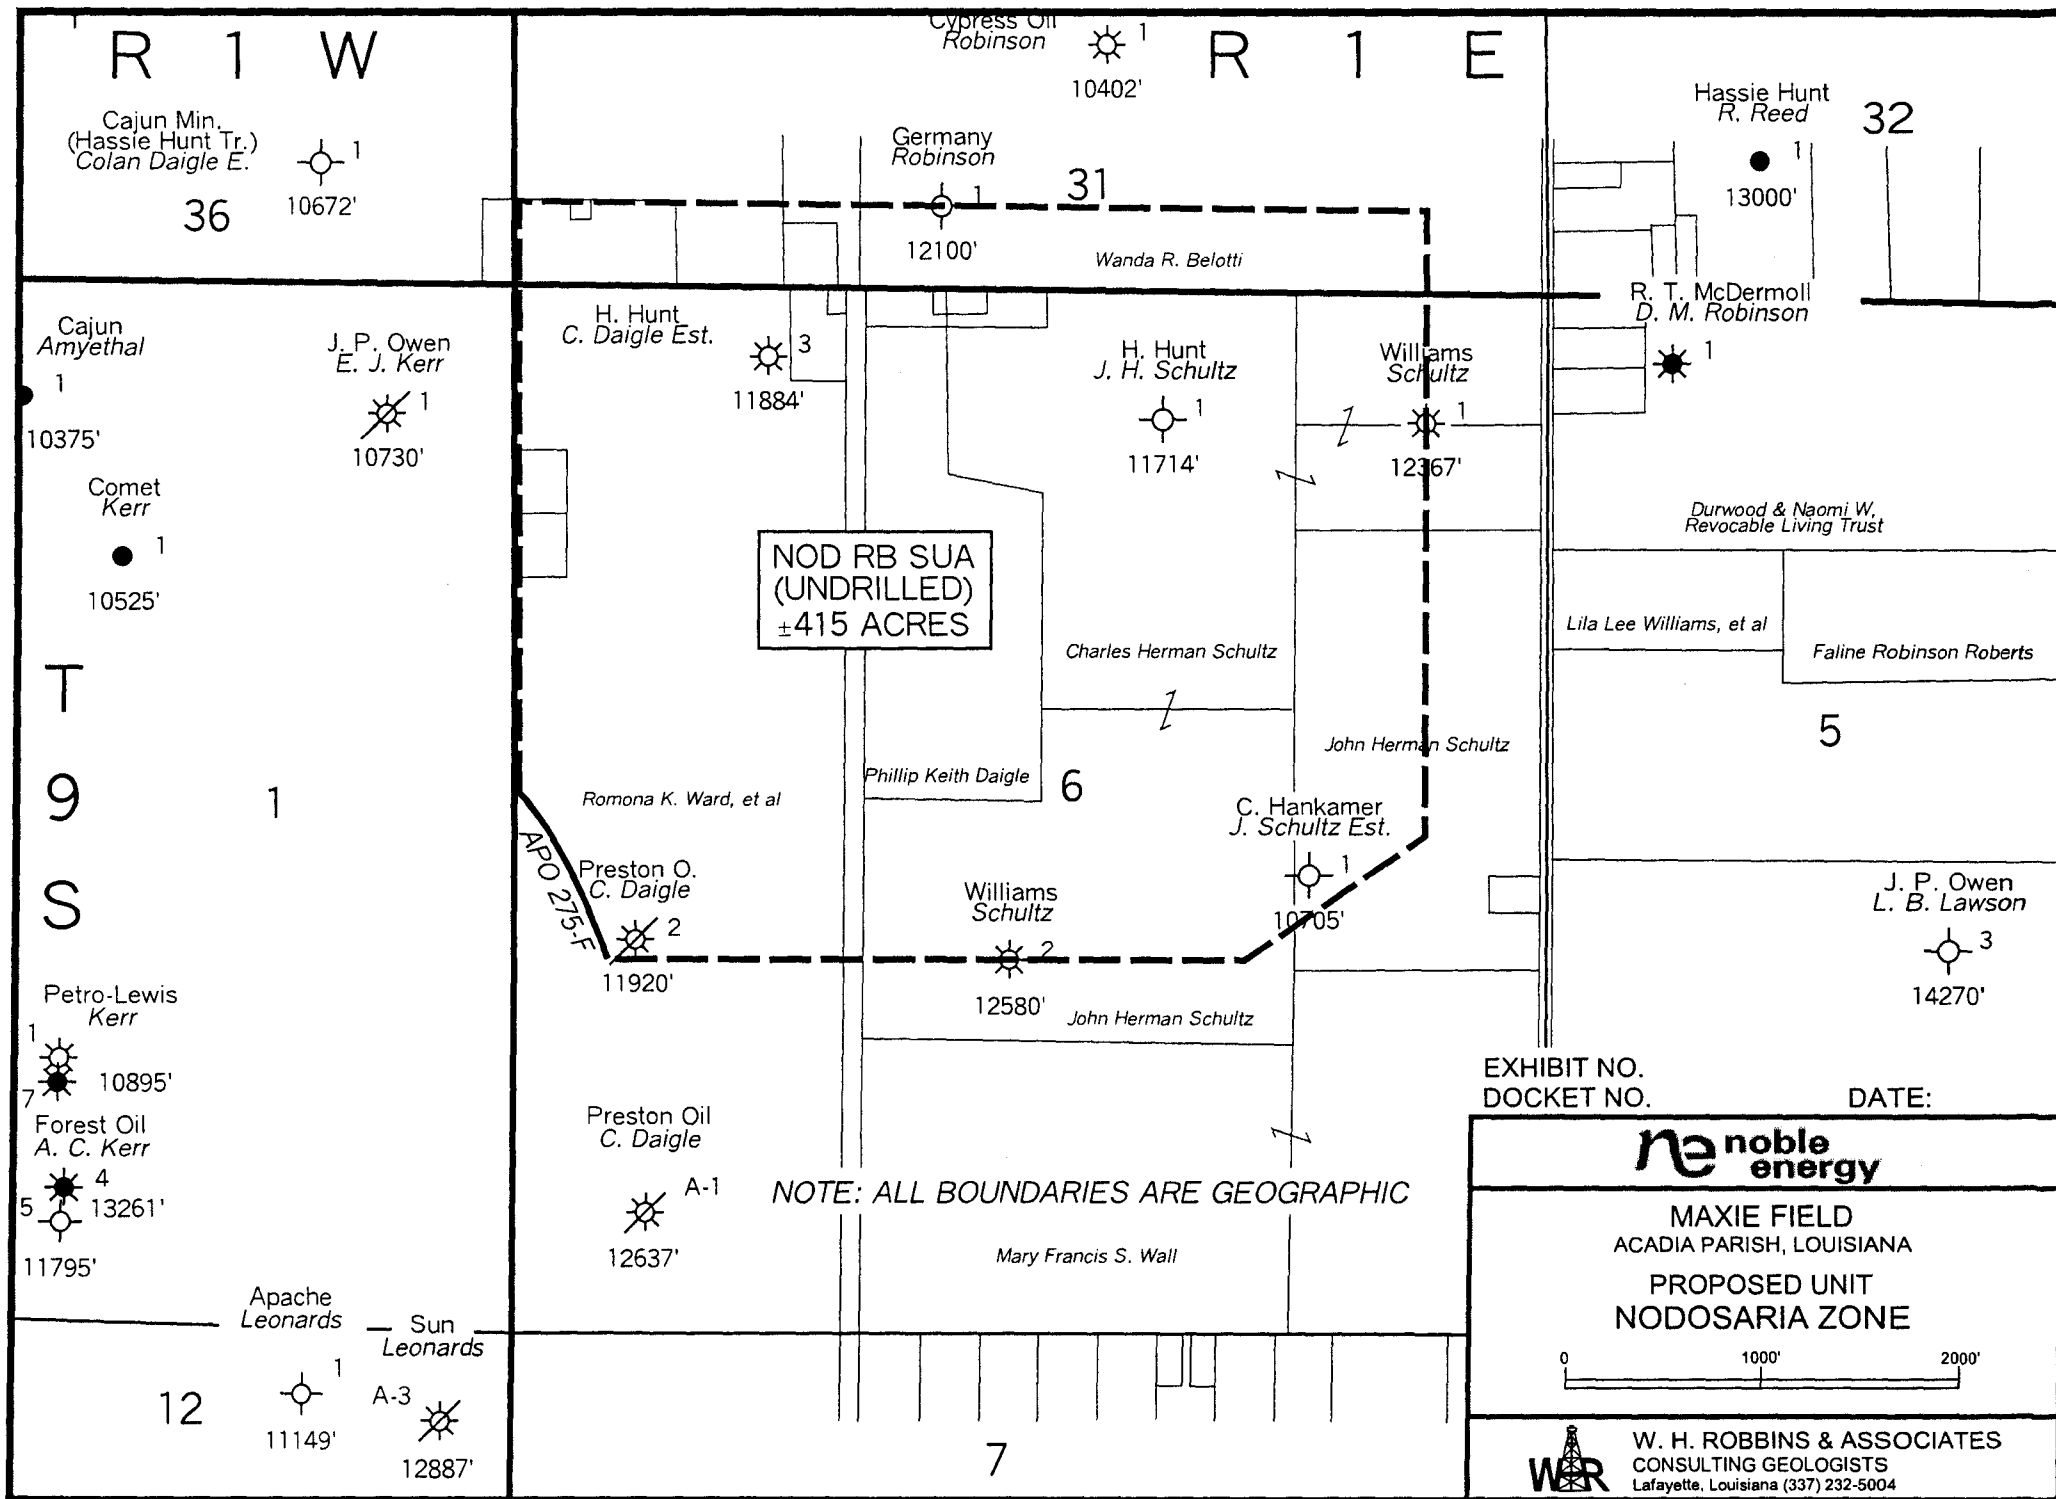 R 1 W
R 1 E
Cypress Oil
Robinson
1
10402'
Cajun Min.
(Hassie Hunt Tr.)
Colan Daigle E.
1
10672'
36
Germany
Robinson
1
12100'
31
Wanda R. Belotti
Hassie Hunt
R. Reed
1
13000'
32
R. T. McDermoll
D. M. Robinson
1
Cajun
Amyethal
1
10375'
J. P. Owen
E. J. Kerr
1
10730'
H. Hunt
C. Daigle Est.
3
11884'
H. Hunt
J. H. Schultz
1
11714'
Williams
Schultz
1
12367'
Comet
Kerr
1
10525'
NOD RB SUA
(UNDRILLED)
±415 ACRES
Durwood & Naomi W,
Revocable Living Trust
Lila Lee Williams, et al
Faline Robinson Roberts
Charles Herman Schultz
John Herman Schultz
T
9
S
1
5
6
Phillip Keith Daigle
Romona K. Ward, et al
APO 275-F
Preston O.
C. Daigle
2
11920'
Williams
Schultz
2
12580'
C. Hankamer
J. Schultz Est.
1
10705'
J. P. Owen
L. B. Lawson
3
14270'
John Herman Schultz
Petro-Lewis
Kerr
1
7
10895'
Forest Oil
A. C. Kerr
4
13261'
5
11795'
Preston Oil
C. Daigle
A-1
12637'
NOTE: ALL BOUNDARIES ARE GEOGRAPHIC
Mary Francis S. Wall
Apache
Leonards
1
11149'
Sun
Leonards
A-3
12887'
12
7
EXHIBIT NO.
DOCKET NO. DATE:
ne noble
energy
MAXIE FIELD
ACADIA PARISH, LOUISIANA
PROPOSED UNIT
NODOSARIA ZONE
0 1000' 2000'
WHR
W. H. ROBBINS & ASSOCIATES
CONSULTING GEOLOGISTS
Lafayette, Louisiana (337) 232-5004